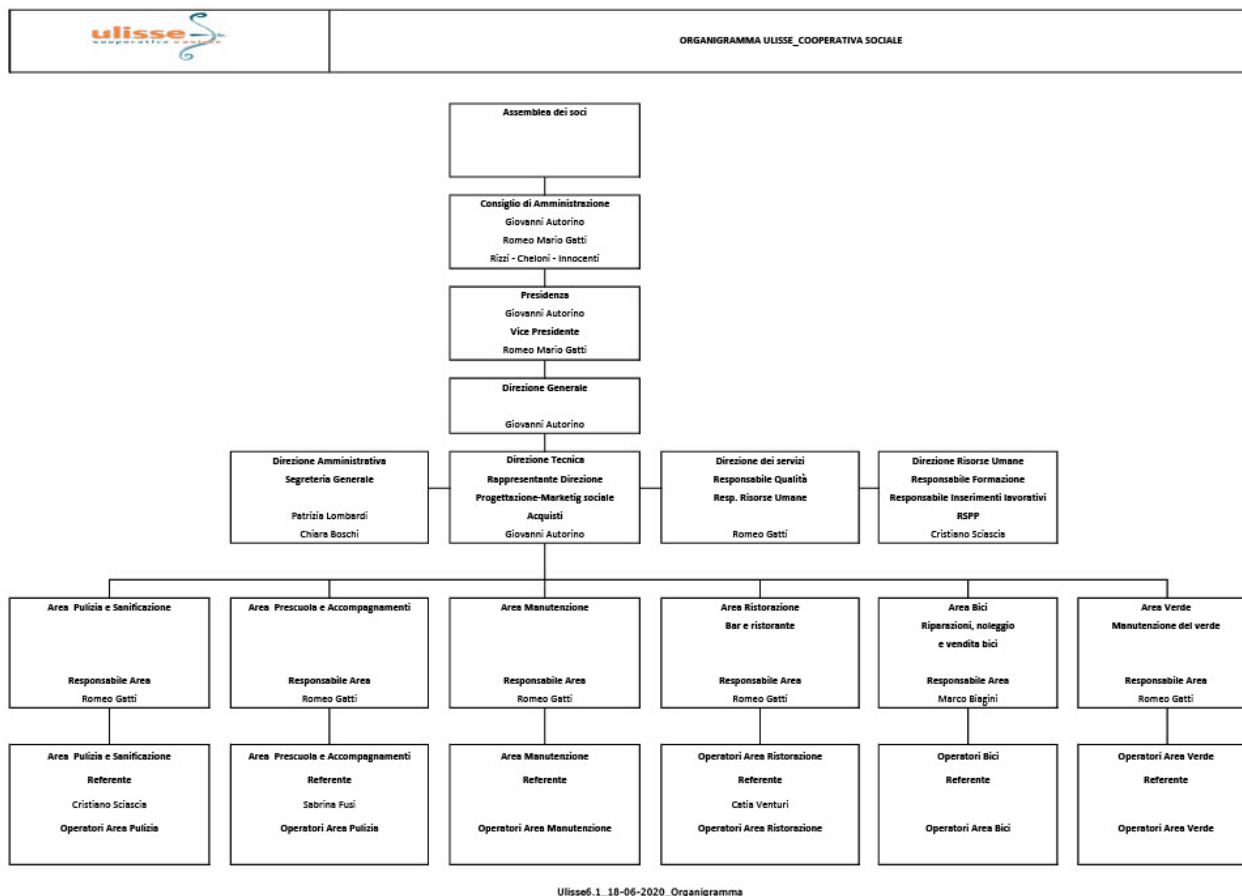 ulisse
cooperativa sociale
ORGANIGRAMMA ULISSE_COOPERATIVA SOCIALE
Assemblea dei soci
Consiglio di Amministrazione
Giovanni Autorino
Romeo Mario Gatti
Rizzi - Cheloni - Innocenti
Presidenza
Giovanni Autorino
Vice Presidente
Romeo Mario Gatti
Direzione Generale
Giovanni Autorino
Direzione Amministrativa
Segreteria Generale
Patrizia Lombardi
Chiara Boschi
Direzione Tecnica
Rappresentante Direzione
Progettazione-Marketig sociale
Acquisti
Giovanni Autorino
Direzione dei servizi
Responsabile Qualità
Resp. Risorse Umane
Romeo Gatti
Direzione Risorse Umane
Responsabile Formazione
Responsabile Inserimenti lavorativi
RSPP
Cristiano Sciascia
Area Pulizia e Sanificazione
Responsabile Area
Romeo Gatti
Area Prescuola e Accompagnamenti
Responsabile Area
Romeo Gatti
Area Manutenzione
Responsabile Area
Romeo Gatti
Area Ristorazione
Bar e ristorante
Responsabile Area
Romeo Gatti
Area Bici
Riparazioni, noleggio
e vendita bici
Responsabile Area
Marco Biagini
Area Verde
Manutenzione del verde
Responsabile Area
Romeo Gatti
Area Pulizia e Sanificazione
Referente
Cristiano Sciascia
Operatori Area Pulizia
Area Prescuola e Accompagnamenti
Referente
Sabrina Fusi
Operatori Area Pulizia
Area Manutenzione
Referente
Operatori Area Manutenzione
Operatori Area Ristorazione
Referente
Catia Venturi
Operatori Area Ristorazione
Operatori Bici
Referente
Operatori Area Bici
Operatori Area Verde
Referente
Operatori Area Verde
Ulisse6.1_18-06-2020_Organigramma